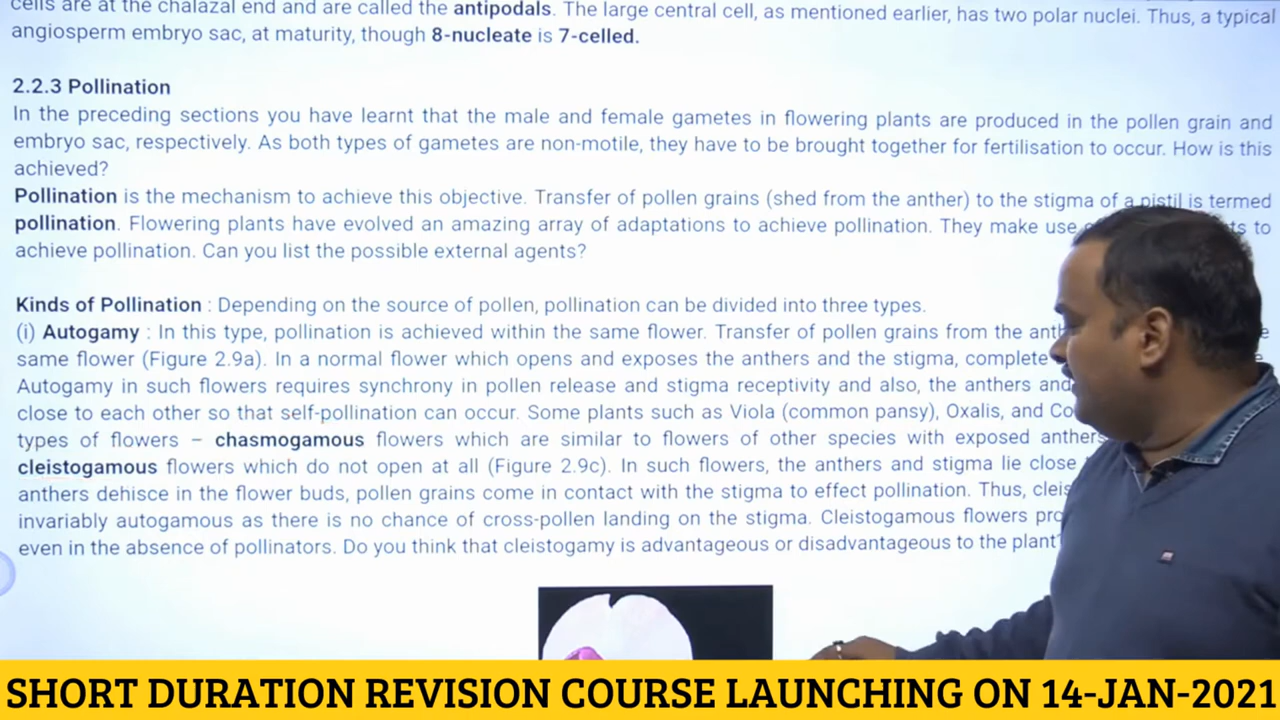 cells are at the chalazal end and are called the antipodals. The large central cell, as mentioned earlier, has two polar nuclei. Thus, a typical
angiosperm embryo sac, at maturity, though 8-nucleate is 7-celled.
2.2.3 Pollination
In the preceding sections you have learnt that the male and female gametes in flowering plants are produced in the pollen grain and
embryo sac, respectively. As both types of gametes are non-motile, they have to be brought together for fertilisation to occur. How is this
achieved?
Pollination is the mechanism to achieve this objective. Transfer of pollen grains (shed from the anther) to the stigma of a pistil is termed
pollination. Flowering plants have evolved an amazing array of adaptations to achieve pollination. They make use to
achieve pollination. Can you list the possible external agents?
Kinds of Pollination : Depending on the source of pollen, pollination can be divided into three types.
(i) Autogamy : In this type, pollination is achieved within the same flower. Transfer of pollen grains from the
same flower (Figure 2.9a). In a normal flower which opens and exposes the anthers and the stigma, complete
Autogamy in such flowers requires synchrony in pollen release and stigma receptivity and also, the anthers and
close to each other so that self-pollination can occur. Some plants such as Viola (common pansy), Oxalis, and
types of flowers – chasmogamous flowers which are similar to flowers of other species with exposed anthers
cleistogamous flowers which do not open at all (Figure 2.9c). In such flowers, the anthers and stigma lie close
anthers dehisce in the flower buds, pollen grains come in contact with the stigma to effect pollination. Thus,
invariably autogamous as there is no chance of cross-pollen landing on the stigma. Cleistogamous flowers
even in the absence of pollinators. Do you think that cleistogamy is advantageous or disadvantageous to the plant
SHORT DURATION REVISION COURSE LAUNCHING ON 14-JAN-2021